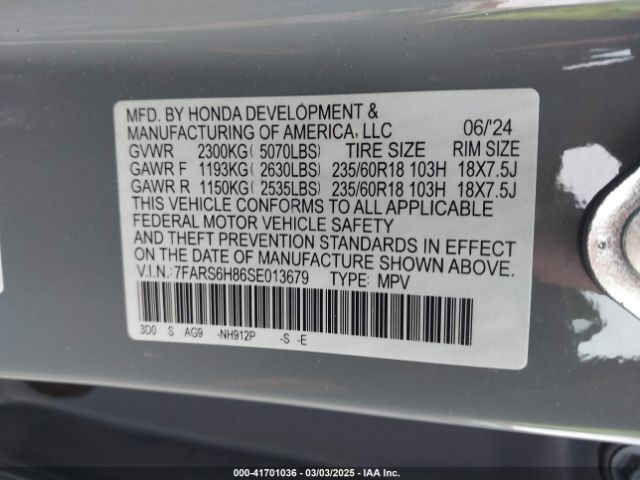 MFD. BY HONDA DEVELOPMENT &
MANUFACTURING OF AMERICA, LLC 06/'24
GVWR 2300KG( 5070LBS) TIRE SIZE RIM SIZE
GAWR F 1193KG( 2630LBS) 235/60R18 103H 18X7.5J
GAWR R 1150KG( 2535LBS) 235/60R18 103H 18X7.5J
THIS VEHICLE CONFORMS TO ALL APPLICABLE
FEDERAL MOTOR VEHICLE SAFETY
AND THEFT PREVENTION STANDARDS IN EFFECT
ON THE DATE OF MANUFACTURE SHOWN ABOVE.
V.I.N.:7FARS6H86SE013679 TYPE: MPV
3D0 S AG9 -NH912P -S -E
000-41701036 - 03/03/2025 - IAA Inc.